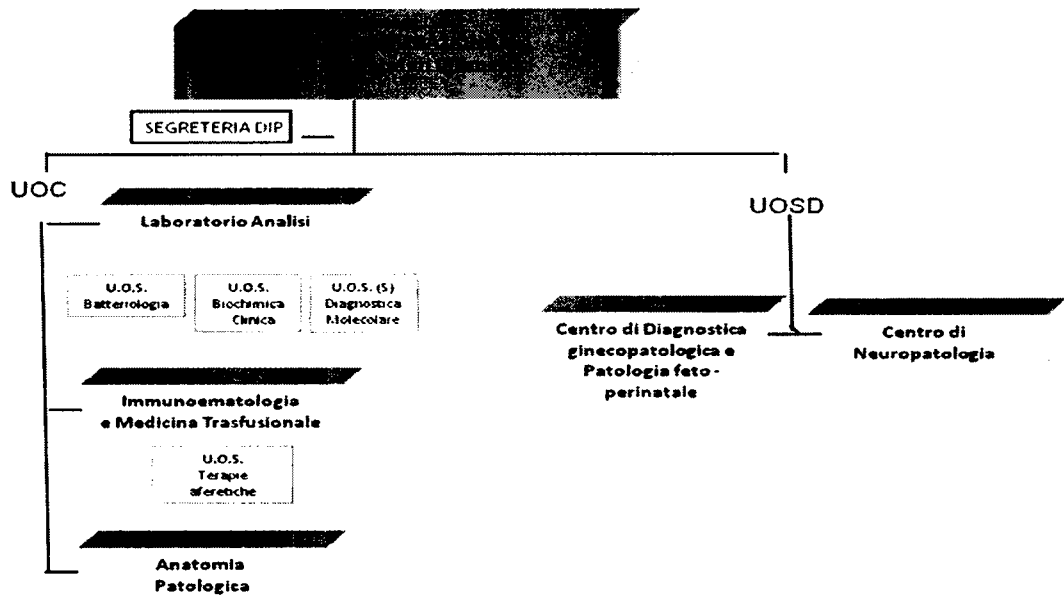 SEGRETERIA DIP
UOC
Laboratorio Analisi
U.O.S.
Batteriologia
U.O.S.
Biochimica
Clinica
U.O.S. (S)
Diagnostica
Molecolare
Immunoematologia
e Medicina Trasfusionale
U.O.S.
Terapie
aferetiche
Anatomia
Patologica
UOSD
Centro di Diagnostica
ginecopatologica e
Patologia feto-
perinatale
Centro di
Neuropatologia